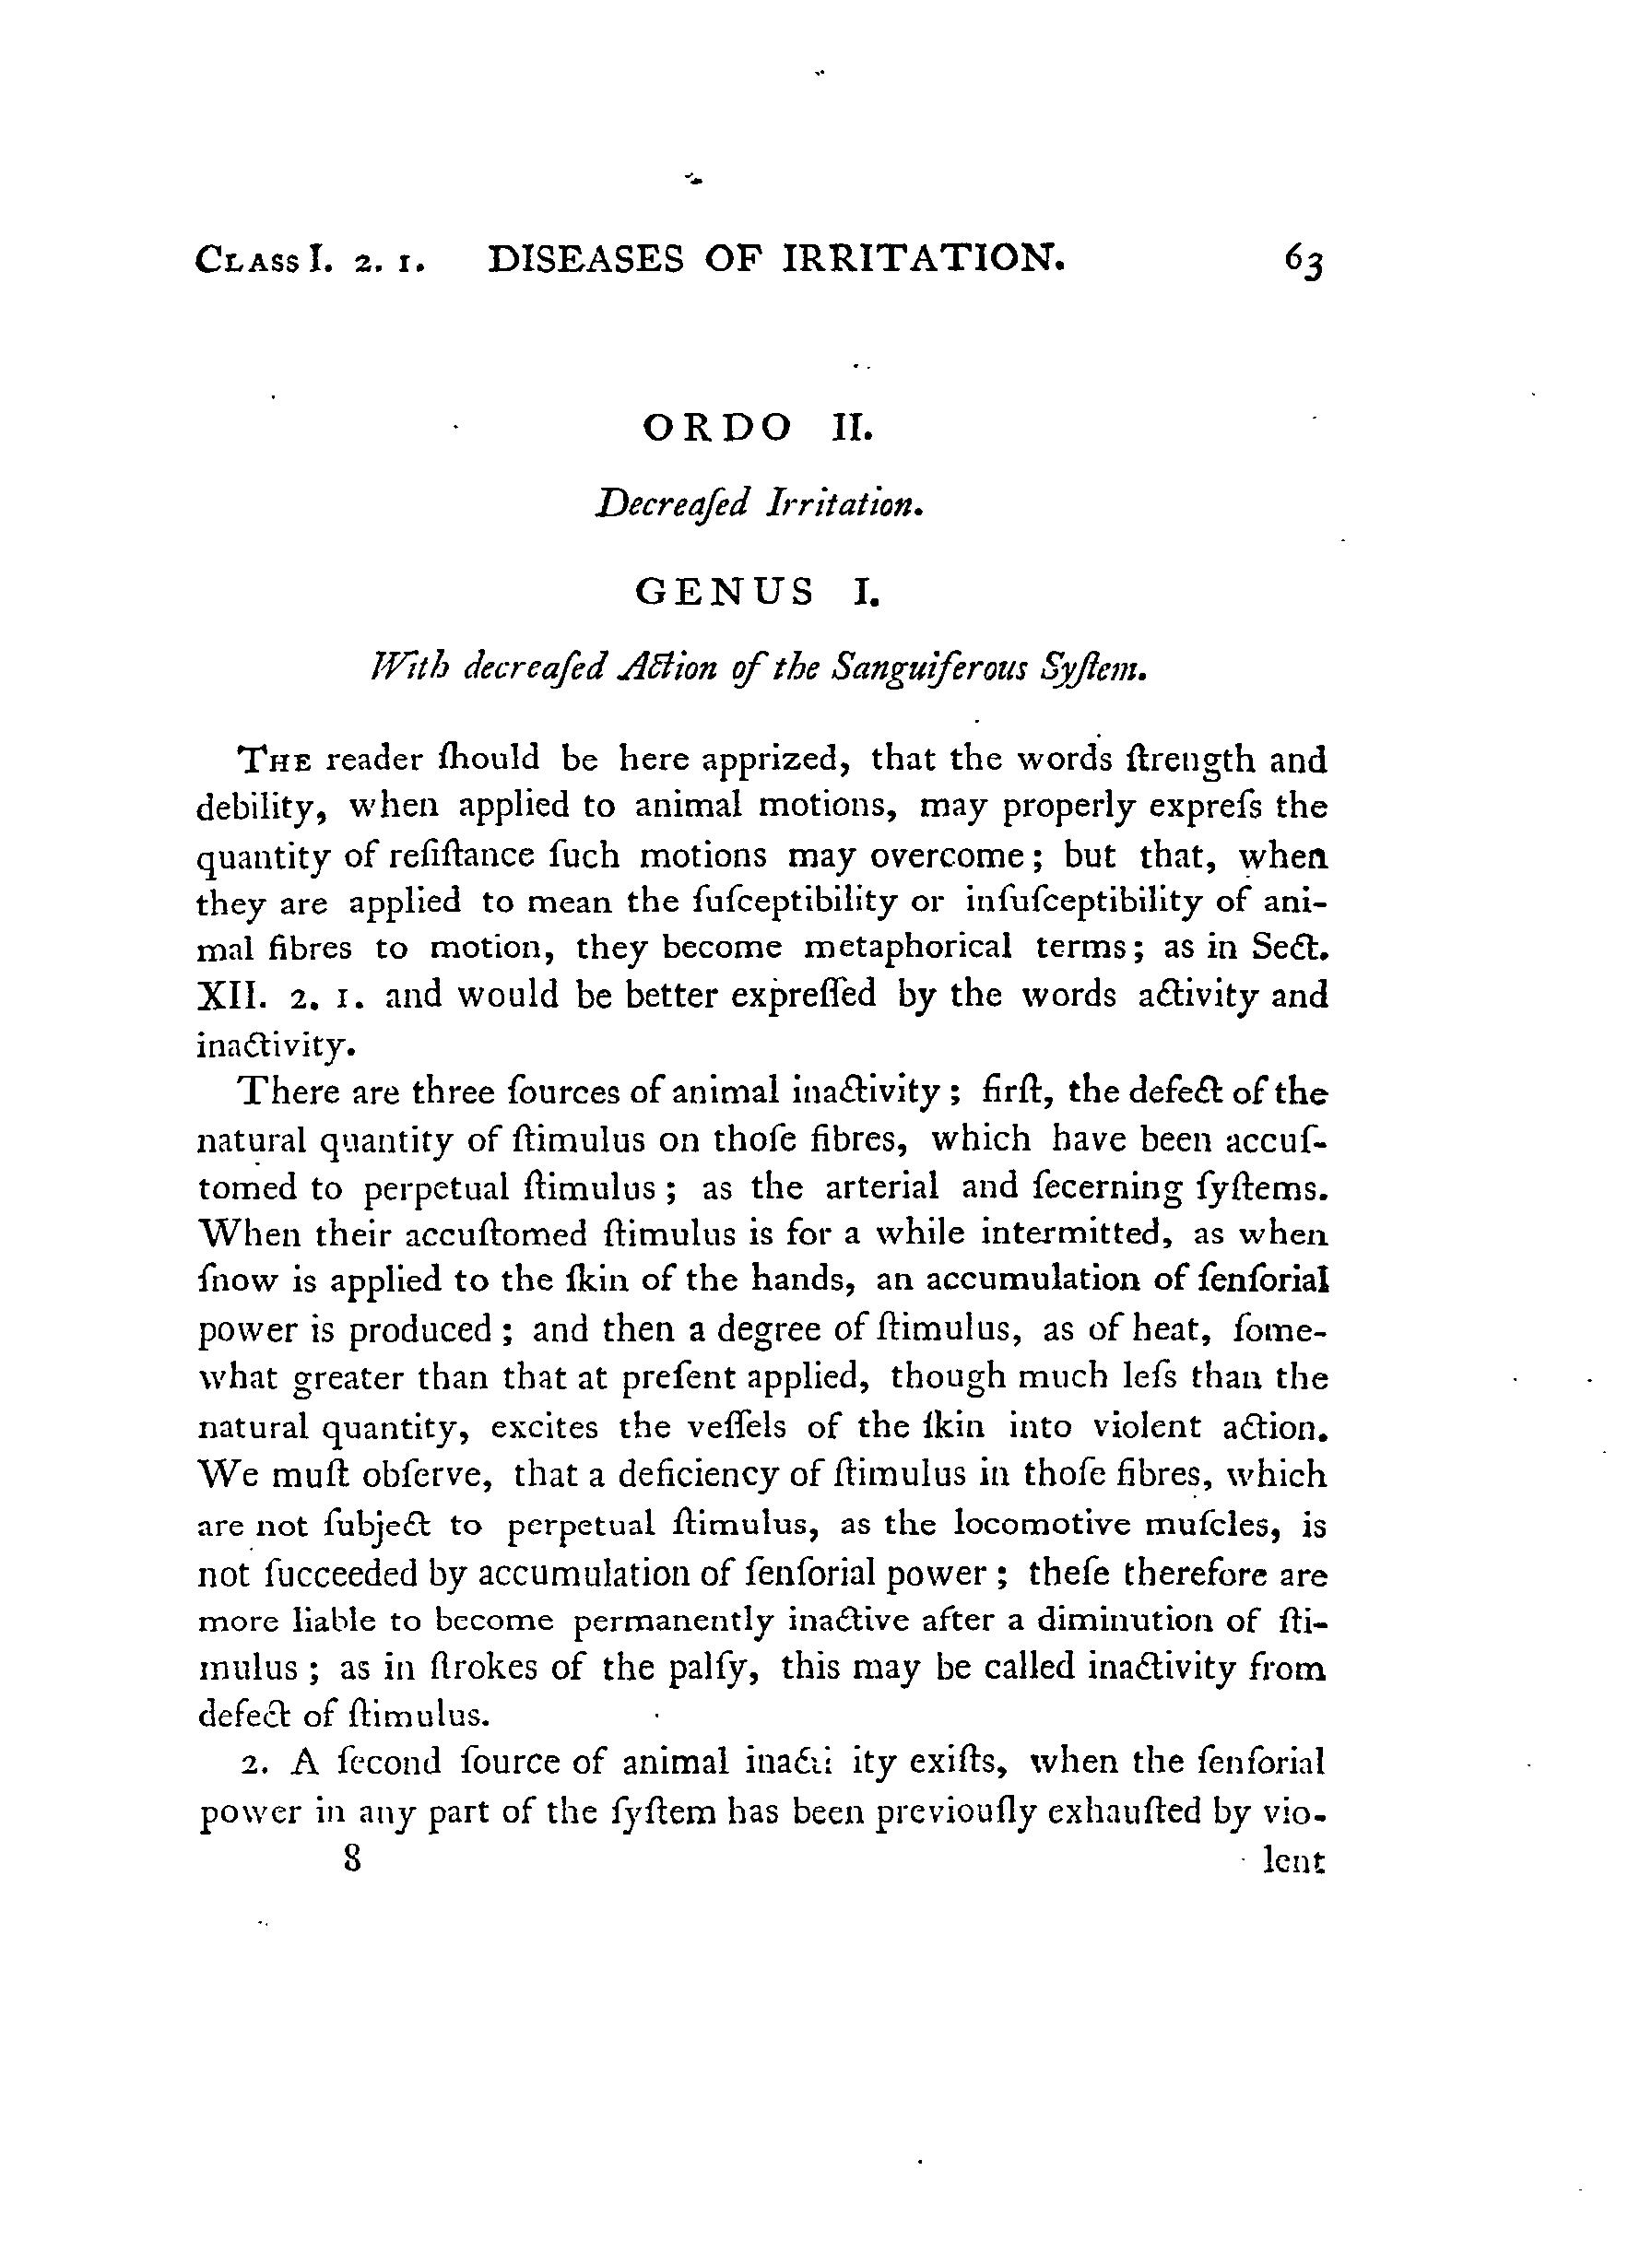 CLASS I. 2. 1. DISEASES OF IRRITATION. 63
ORDO II.
Decreaſed Irritation.
GENUS I.
With decreaſed Action of the Sanguiferous Syſtem.
THE reader ſhould be here apprized, that the words ſtrength and
debility, when applied to animal motions, may properly expreſs the
quantity of reſiſtance ſuch motions may overcome; but that, when
they are applied to mean the ſuſceptibility or inſuſceptibility of ani-
mal fibres to motion, they become metaphorical terms; as in Sect.
XII. 2. 1. and would be better expreſſed by the words activity and
inactivity.
There are three ſources of animal inactivity; firſt, the defect of the
natural quantity of ſtimulus on thoſe fibres, which have been accuſ-
tomed to perpetual ſtimulus; as the arterial and ſecerning ſyſtems.
When their accuſtomed ſtimulus is for a while intermitted, as when
ſnow is applied to the ſkin of the hands, an accumulation of ſenſorial
power is produced; and then a degree of ſtimulus, as of heat, ſome-
what greater than that at preſent applied, though much leſs than the
natural quantity, excites the veſſels of the ſkin into violent action.
We muſt obſerve, that a deficiency of ſtimulus in thoſe fibres, which
are not ſubject to perpetual ſtimulus, as the locomotive muſcles, is
not ſucceeded by accumulation of ſenſorial power; theſe therefore are
more liable to become permanently inactive after a diminution of ſti-
mulus; as in ſtrokes of the palſy, this may be called inactivity from
defect of ſtimulus.
2. A ſecond ſource of animal inacti ity exiſts, when the ſenſorial
power in any part of the ſyſtem has been previouſly exhauſted by vio-
8 lent